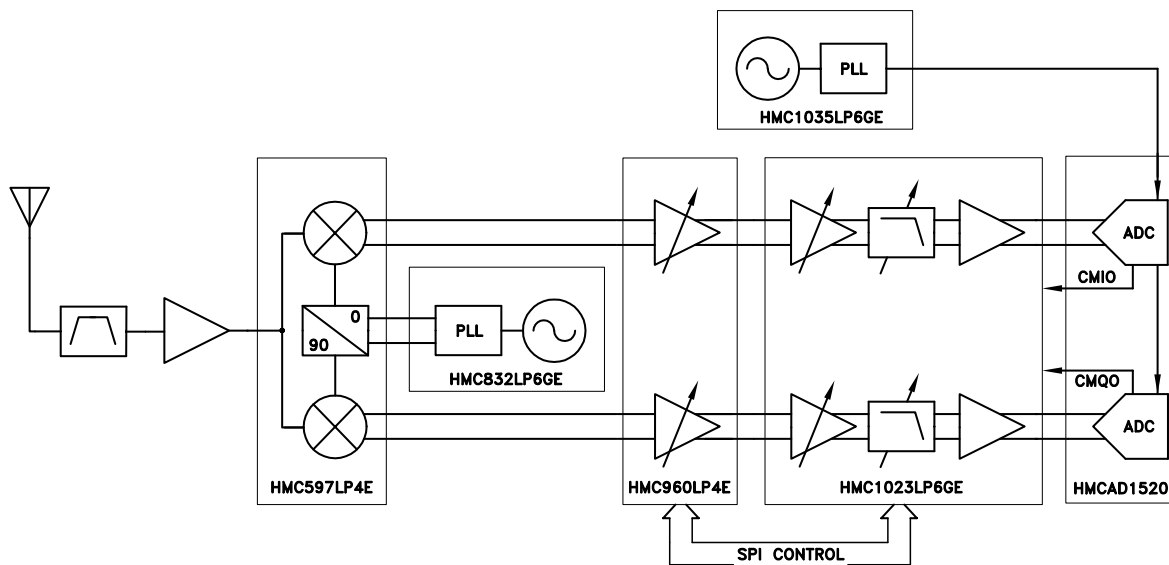 PLL
HMC1035LP6GE
ADC
CMIO
0
90
PLL
HMC832LP6GE
CMQO
ADC
HMC597LP4E
HMC960LP4E
HMC1023LP6GE
HMCAD1520
SPI CONTROL